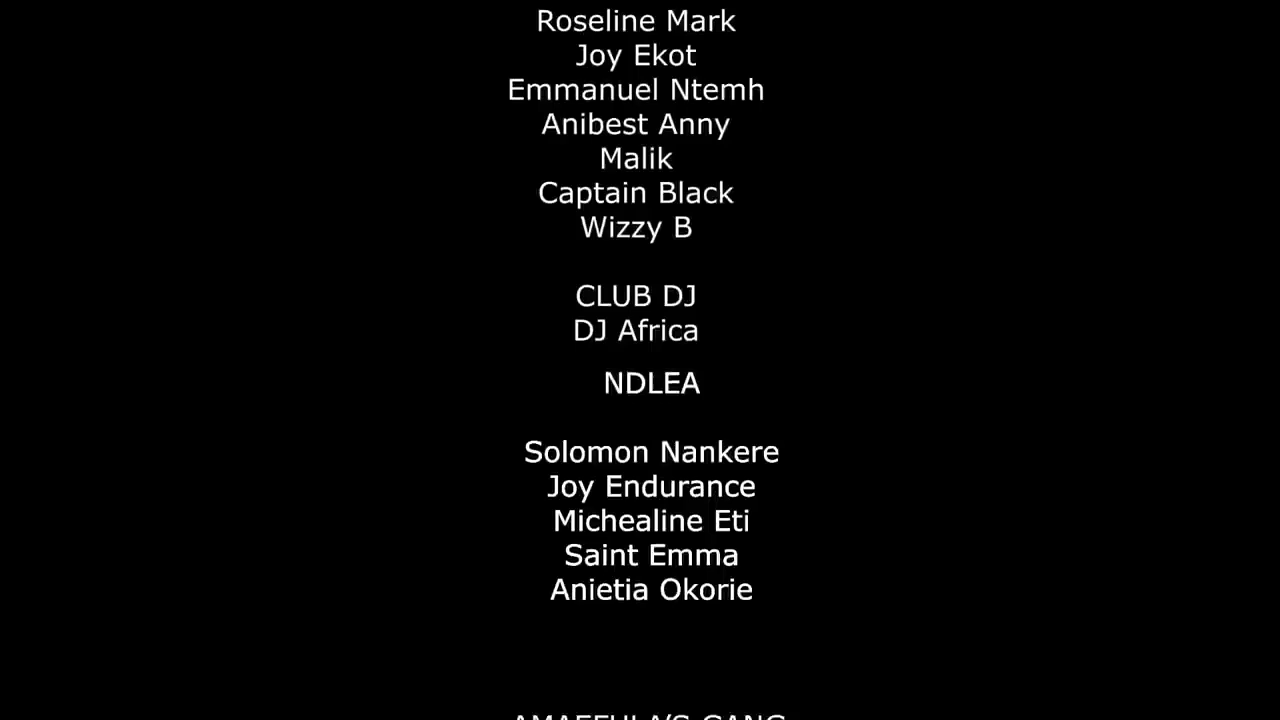 Roseline Mark
Joy Ekot
Emmanuel Ntemh
Anibest Anny
Malik
Captain Black
Wizzy B
CLUB DJ
DJ Africa
NDLEA
Solomon Nankere
Joy Endurance
Michealine Eti
Saint Emma
Anietia Okorie
GANG